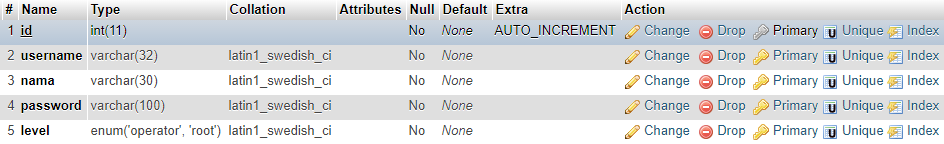 # Name Type Collation Attributes Null Default Extra Action
1 id int(11) No None AUTO_INCREMENT Change Drop Primary Unique Index
2 username varchar(32) latin1_swedish_ci No None Change Drop Primary Unique Index
3 nama varchar(30) latin1_swedish_ci No None Change Drop Primary Unique Index
4 password varchar(100) latin1_swedish_ci No None Change Drop Primary Unique Index
5 level enum('operator', 'root') latin1_swedish_ci No None Change Drop Primary Unique Index